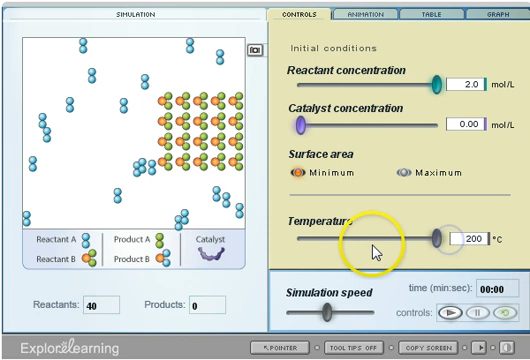 SIMULATION
CONTROLS
ANIMATION
TABLE
GRAPH
Initial conditions
Reactant concentration
2.0 mol/L
Catalyst concentration
0.00 mol/L
Surface area
Minimum
Maximum
Temperature
200 °C
Reactant A
Product A
Catalyst
Reactant B
Product B
Reactants: 40
Products: 0
Simulation speed
time (min:sec): 00:00
controls:
ExploreLearning
POINTER
TOOL TIPS OFF
COPY SCREEN